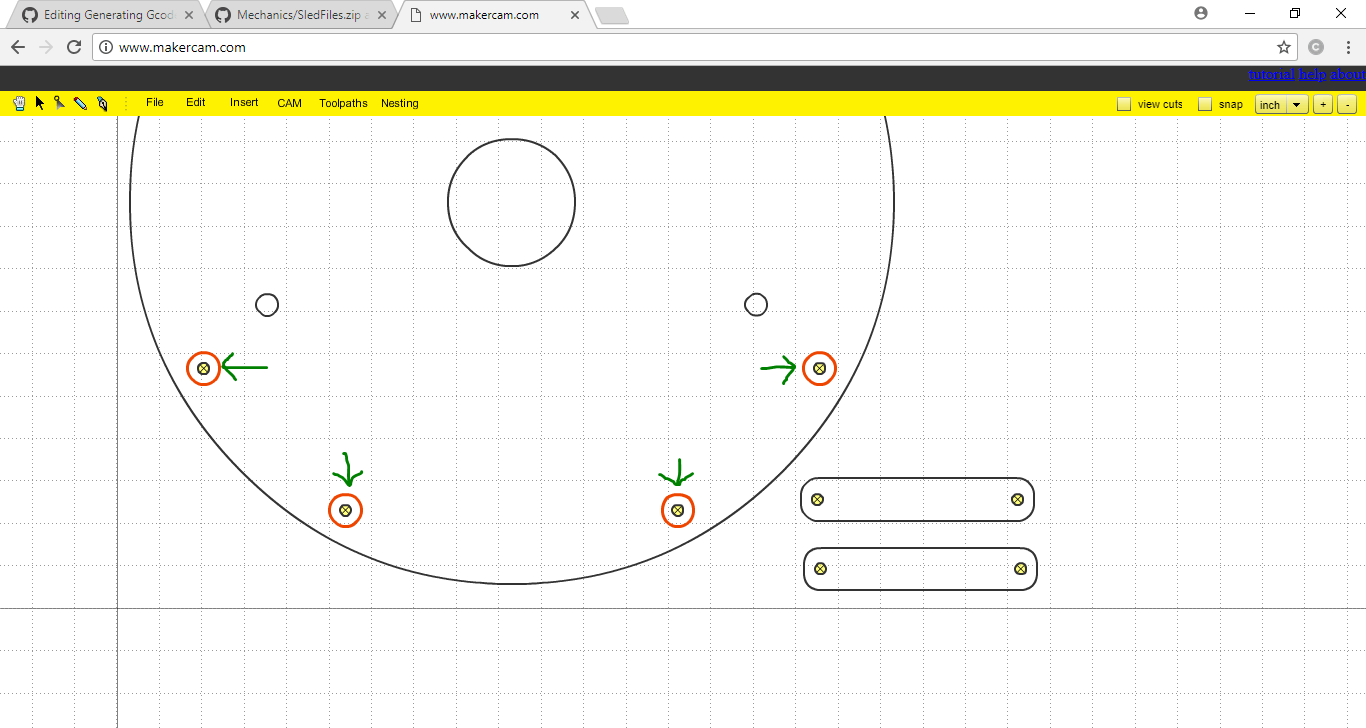 Editing Generating Gcod
Mechanics/SledFiles.zip a
www.makercam.com
www.makercam.com
tutorial help about
File Edit Insert CAM Toolpaths Nesting view cuts snap inch + -